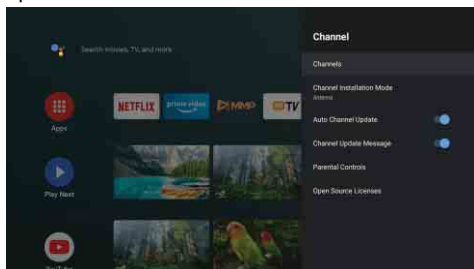 Search movies, TV, and more
Apps
NETFLIX
prime video
MMP
TV
Play Next
YouTube
Channel
Channels
Channel Installation Mode
Antenna
Auto Channel Update
Channel Update Message
Parental Controls
Open Source Licenses